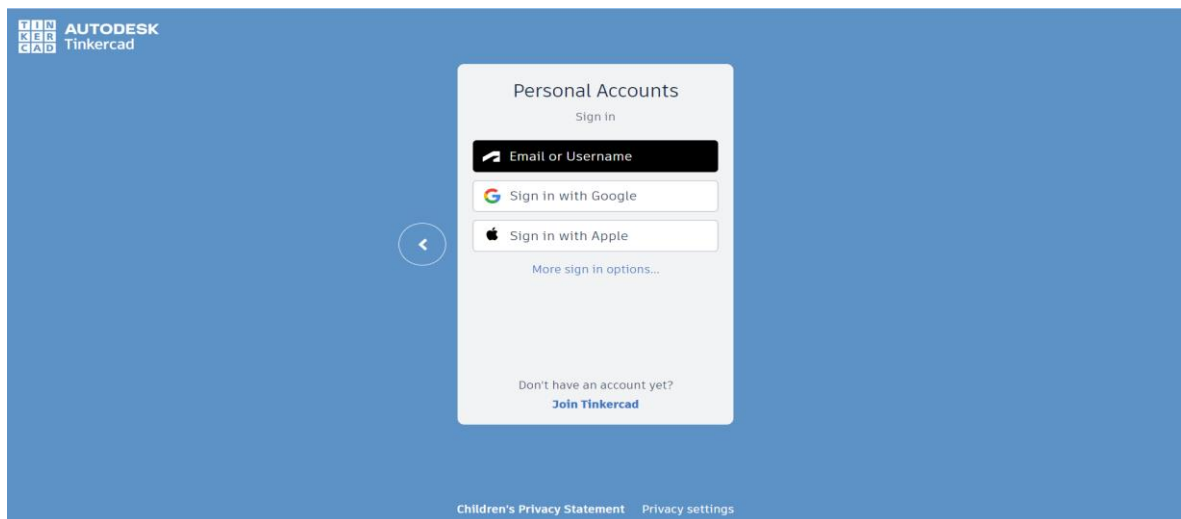 TIN
KER
CAD
AUTODESK
Tinkercad
Personal Accounts
Sign in
Email or Username
Sign in with Google
Sign in with Apple
More sign in options...
Don't have an account yet?
Join Tinkercad
Children's Privacy Statement Privacy settings